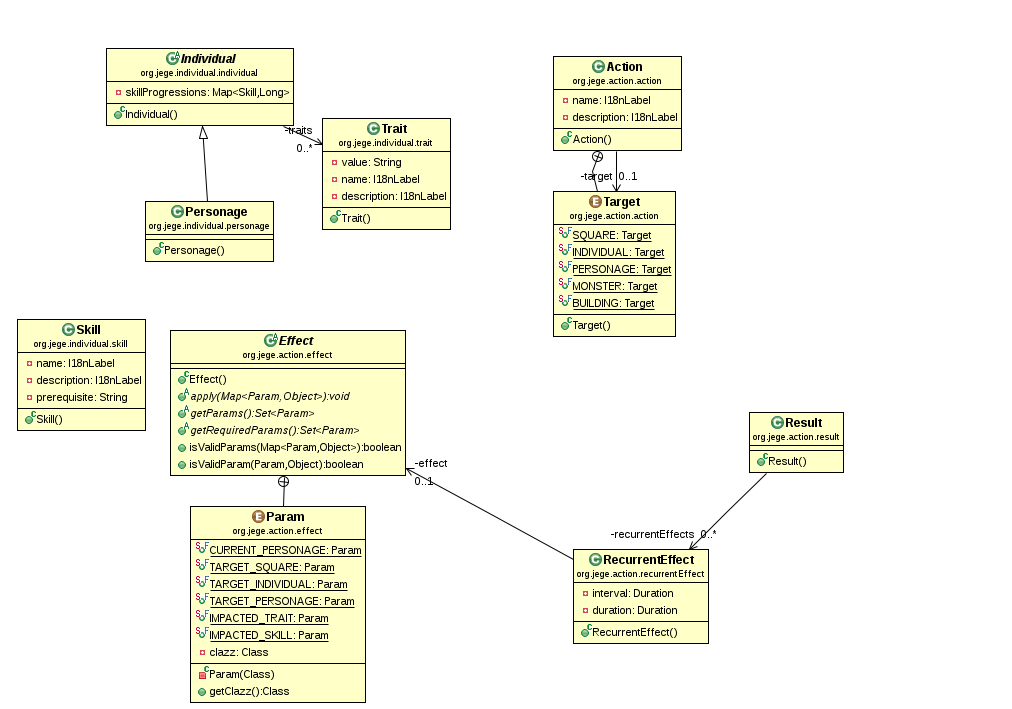 Individual
org.jege.individual.individual
skillProgressions: Map<Skill,Long>
Individual()
-traits
0..*
Trait
org.jege.individual.trait
value: String
name: I18nLabel
description: I18nLabel
Trait()
Personage
org.jege.individual.personage
Personage()
Action
org.jege.action.action
name: I18nLabel
description: I18nLabel
Action()
-target 0..1
Target
org.jege.action.action
SQUARE: Target
INDIVIDUAL: Target
PERSONAGE: Target
MONSTER: Target
BUILDING: Target
Target()
Skill
org.jege.individual.skill
name: I18nLabel
description: I18nLabel
prerequisite: String
Skill()
Effect
org.jege.action.effect
Effect()
apply(Map<Param,Object>):void
getParams():Set<Param>
getRequiredParams():Set<Param>
isValidParams(Map<Param,Object>):boolean
isValidParam(Param,Object):boolean
-effect
0..1
Param
org.jege.action.effect
CURRENT_PERSONAGE: Param
TARGET_SQUARE: Param
TARGET_INDIVIDUAL: Param
TARGET_PERSONAGE: Param
IMPACTED_TRAIT: Param
IMPACTED_SKILL: Param
clazz: Class
Param(Class)
getClazz():Class
Result
org.jege.action.result
Result()
-recurrentEffects 0..*
RecurrentEffect
org.jege.action.recurrentEffect
interval: Duration
duration: Duration
RecurrentEffect()